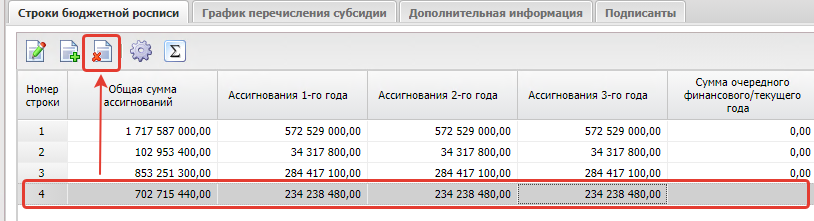 Строки бюджетной росписи График перечисления субсидии Дополнительная информация Подписанты
Σ
Номер строки Общая сумма ассигнований Ассигнования 1-го года Ассигнования 2-го года Ассигнования 3-го года Сумма очередного финансового/текущего года
1 1 717 587 000,00 572 529 000,00 572 529 000,00 572 529 000,00 0,00
2 102 953 400,00 34 317 800,00 34 317 800,00 34 317 800,00 0,00
3 853 251 300,00 284 417 100,00 284 417 100,00 284 417 100,00 0,00
4 702 715 440,00 234 238 480,00 234 238 480,00 234 238 480,00